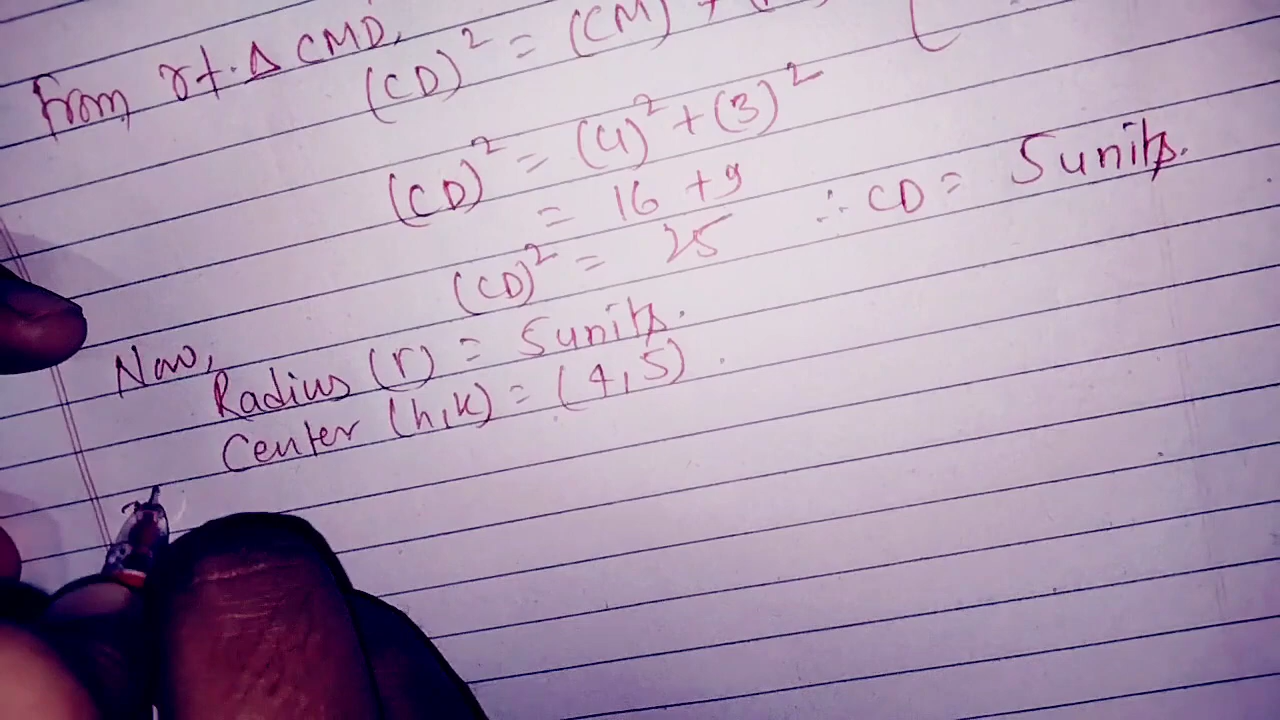 From rt. Δ CMD,
(CD)² = (CM)² +
(CD)² = (4)² + (3)²
= 16 + 9
(CD)² = 25 ∴ CD = 5 units.
Now,
Radius (r) = 5 units.
Center (h,k) = (4,5).